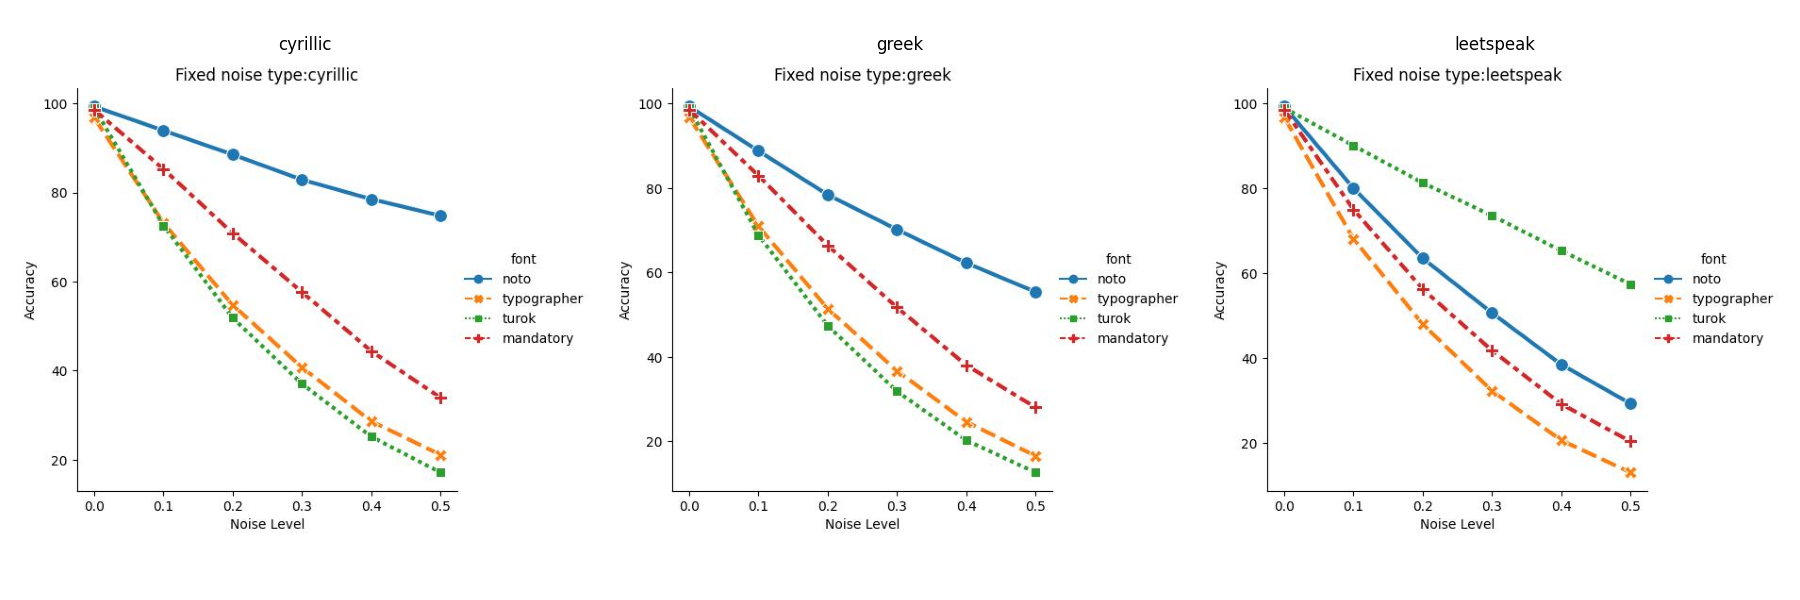 cyrillic
Fixed noise type:cyrillic
100
80
60
40
20
Accuracy
0.0 0.1 0.2 0.3 0.4 0.5
Noise Level
font
noto
typographer
turok
mandatory
greek
Fixed noise type:greek
100
80
60
40
20
Accuracy
0.0 0.1 0.2 0.3 0.4 0.5
Noise Level
font
noto
typographer
turok
mandatory
leetspeak
Fixed noise type:leetspeak
100
80
60
40
20
Accuracy
0.0 0.1 0.2 0.3 0.4 0.5
Noise Level
font
noto
typographer
turok
mandatory